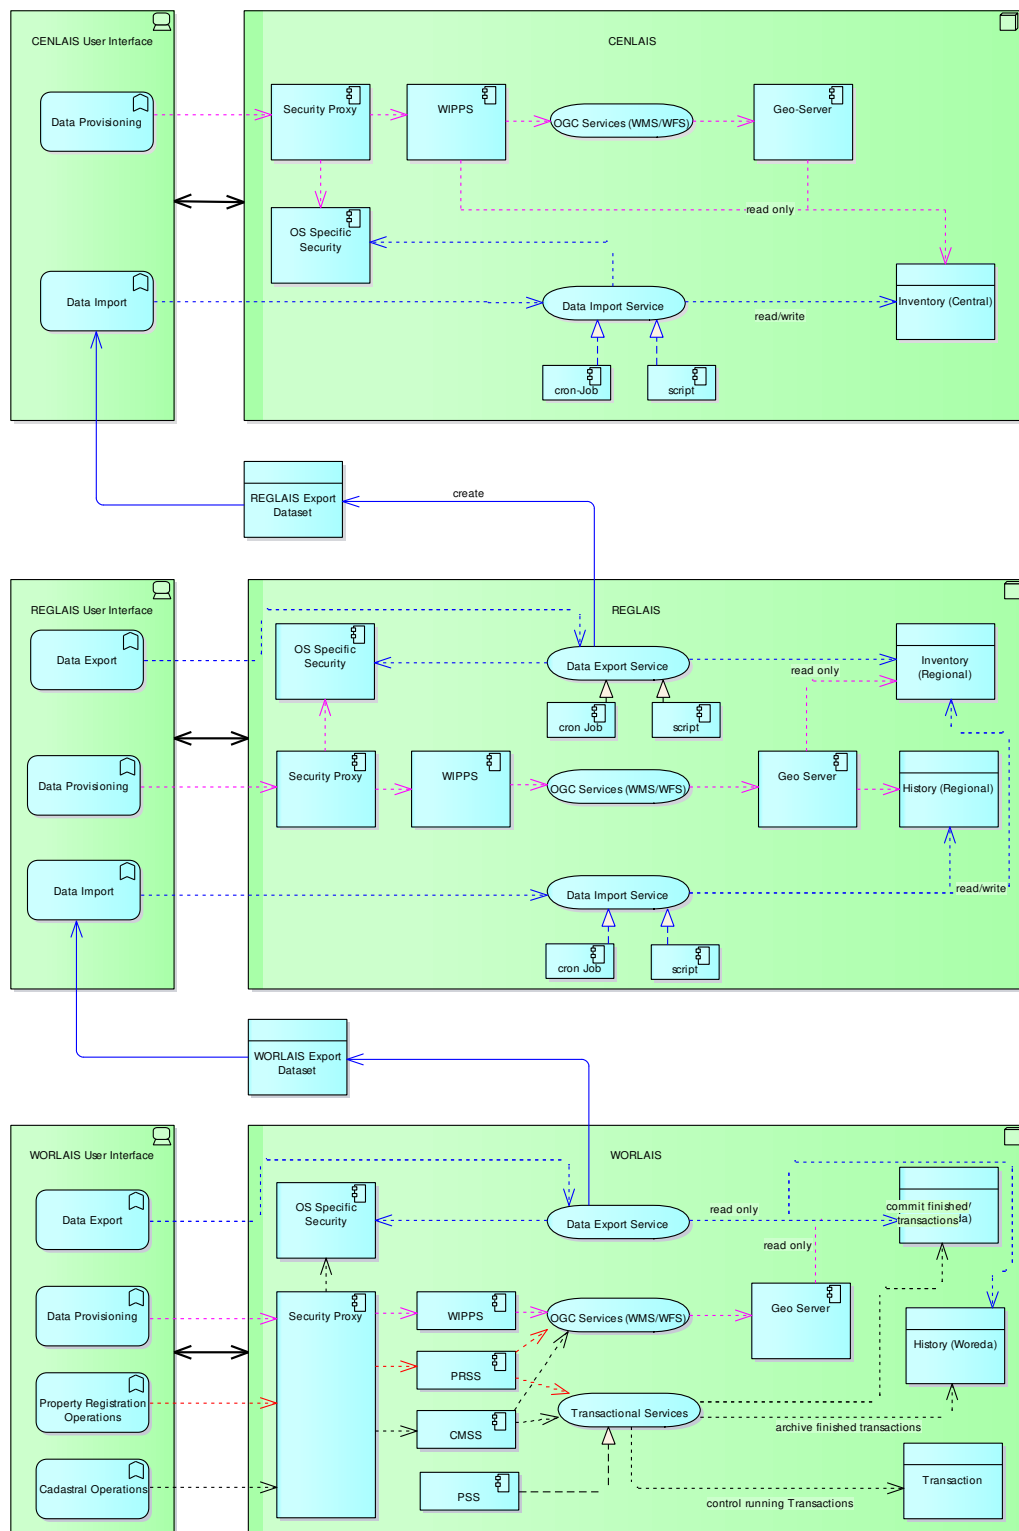 CENLAIS User Interface
CENLAIS
Data Provisioning
Security Proxy
WIPPS
OGC Services (WMS/WFS)
Geo-Server
read only
OS Specific
Security
Data Import
Data Import Service
read/write
Inventory (Central)
cron-Job
script
REGLAIS Export
Dataset
create
REGLAIS User Interface
REGLAIS
Data Export
OS Specific
Security
Data Export Service
read only
Inventory
(Regional)
cron Job
script
Data Provisioning
Security Proxy
WIPPS
OGC Services (WMS/WFS)
Geo Server
History (Regional)
Data Import
Data Import Service
read/write
cron Job
script
WORLAIS Export
Dataset
WORLAIS User Interface
WORLAIS
Data Export
OS Specific
Security
Data Export Service
read only
commit finished/
transactions
read only
Data Provisioning
Security Proxy
WIPPS
OGC Services (WMS/WFS)
Geo Server
History (Woreda)
Property Registration
Operations
PRSS
Transactional Services
CMSS
archive finished transactions
Cadastral Operations
PSS
control running Transactions
Transaction